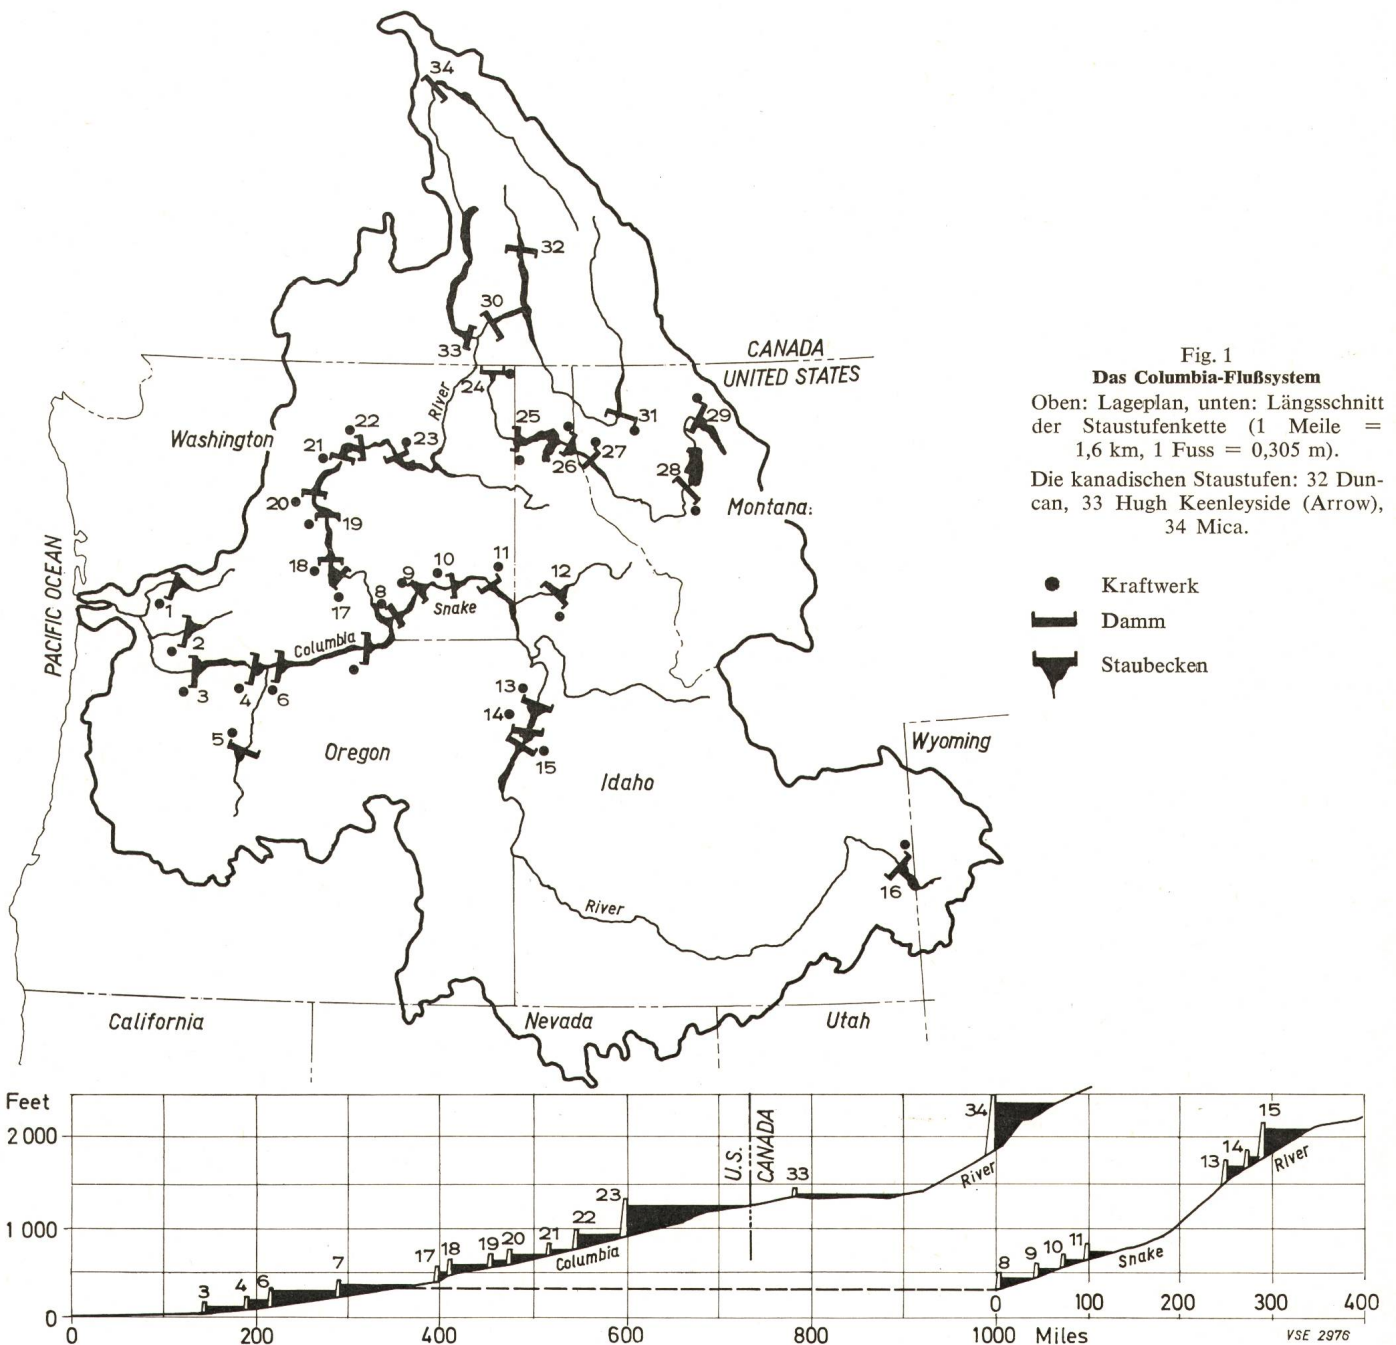 34
32
30
33
CANADA
UNITED STATES
24
River
Washington
22
21
23
25
26
27
31
29
28
Montana:
20
19
18
17
PACIFIC OCEAN
8
9
10
11
12
Snake
1
2
Columbia
3
4
6
5
Oregon
13
14
15
Idaho
Wyoming
16
River
California
Nevada
Utah
Fig. 1
Das Columbia-Flußsystem
Oben: Lageplan, unten: Längsschnitt
der Staustufenkette (1 Meile =
1,6 km, 1 Fuss = 0,305 m).
Die kanadischen Staustufen: 32 Dun-
can, 33 Hugh Keenleyside (Arrow),
34 Mica.
Kraftwerk
Damm
Staubecken
Feet
2 000
1 000
0
3
4
6
7
17
18
19
20
21
22
23
Columbia
U.S.
CANADA
33
34
River
8
9
10
11
Snake
13
14
15
River
0 200 400 600 800 1000 Miles
0 100 200 300 400
VSE 2976